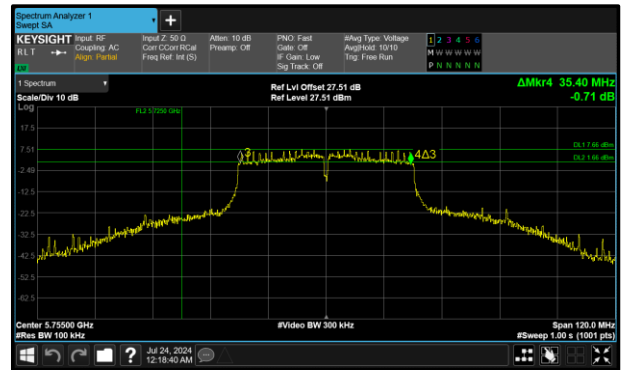 Spectrum Analyzer 1
Swept SA
KEYSIGHT Input: RF Input Z: 50 Ω Atten: 10 dB PNO: Fast #Avg Type: Voltage 1 2 3 4 5 6
RLT Coupling: AC Corr CCorr RCal Preamp: Off Gate: Off Avg|Hold: 10/10 M W W W W W
Align: Partial Freq Ref: Int (S) IF Gain: Low Trig: Free Run
Sig Track: Off P N N N N N
LW
1 Spectrum Ref Lvl Offset 27.51 dB ΔMkr4 35.40 MHz
Scale/Div 10 dB Ref Level 27.51 dBm -0.71 dB
Log FL2 5.7250 GHz
17.5
7.51 3 4Δ3 DL1 7.66 dBm
DL2 1.66 dBm
-2.49
-12.5
-22.5
-32.5
-42.5
-52.5
-62.5
Center 5.75500 GHz #Video BW 300 kHz Span 120.0 MHz
#Res BW 100 kHz #Sweep 1.00 s (1001 pts)
? Jul 24, 2024
12:18:40 AM